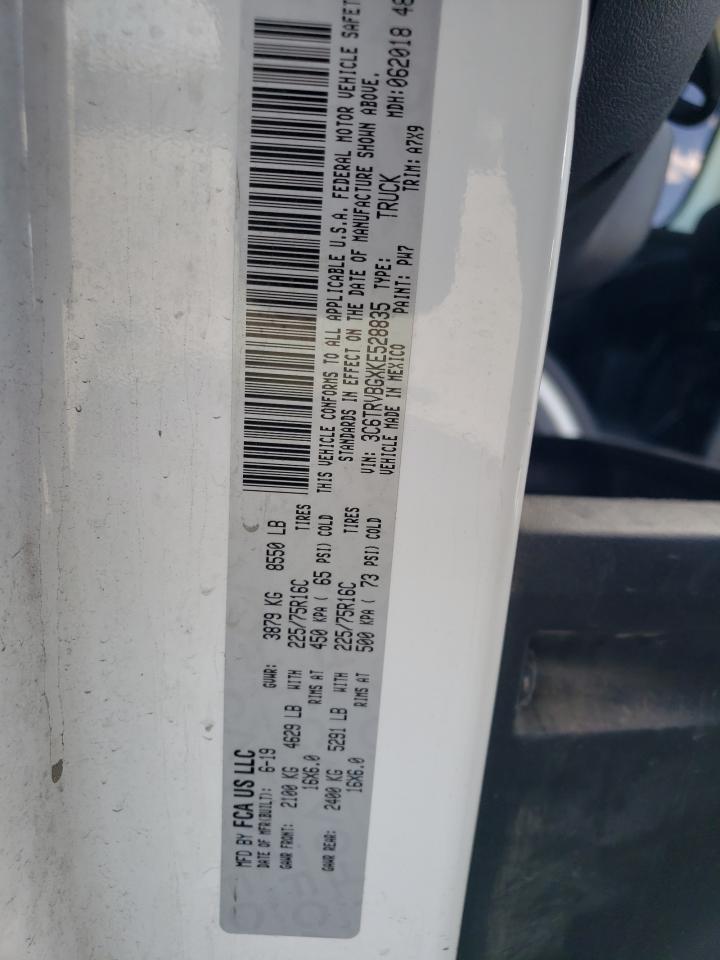 MFD BY FCA US LLC
DATE OF MFR(BUILT): 6-19 GVWR: 3879 KG 8550 LB
GAWR FRONT: 2100 KG 4629 LB WITH 225/75R16C TIRES
16X6.0 RIMS AT 450 KPA ( 65 PSI) COLD
GAWR REAR: 2400 KG 5291 LB WITH 225/75R16C TIRES
16X6.0 RIMS AT 500 KPA ( 73 PSI) COLD
THIS VEHICLE CONFORMS TO ALL APPLICABLE U.S.A. FEDERAL MOTOR VEHICLE SAFET
STANDARDS IN EFFECT ON THE DATE OF MANUFACTURE SHOWN ABOVE.
VIN: 3C6TRVBGXKE528835 TYPE: TRUCK MDH:062018 48
VEHICLE MADE IN MEXICO PAINT: PW7 TRIM: A7X9